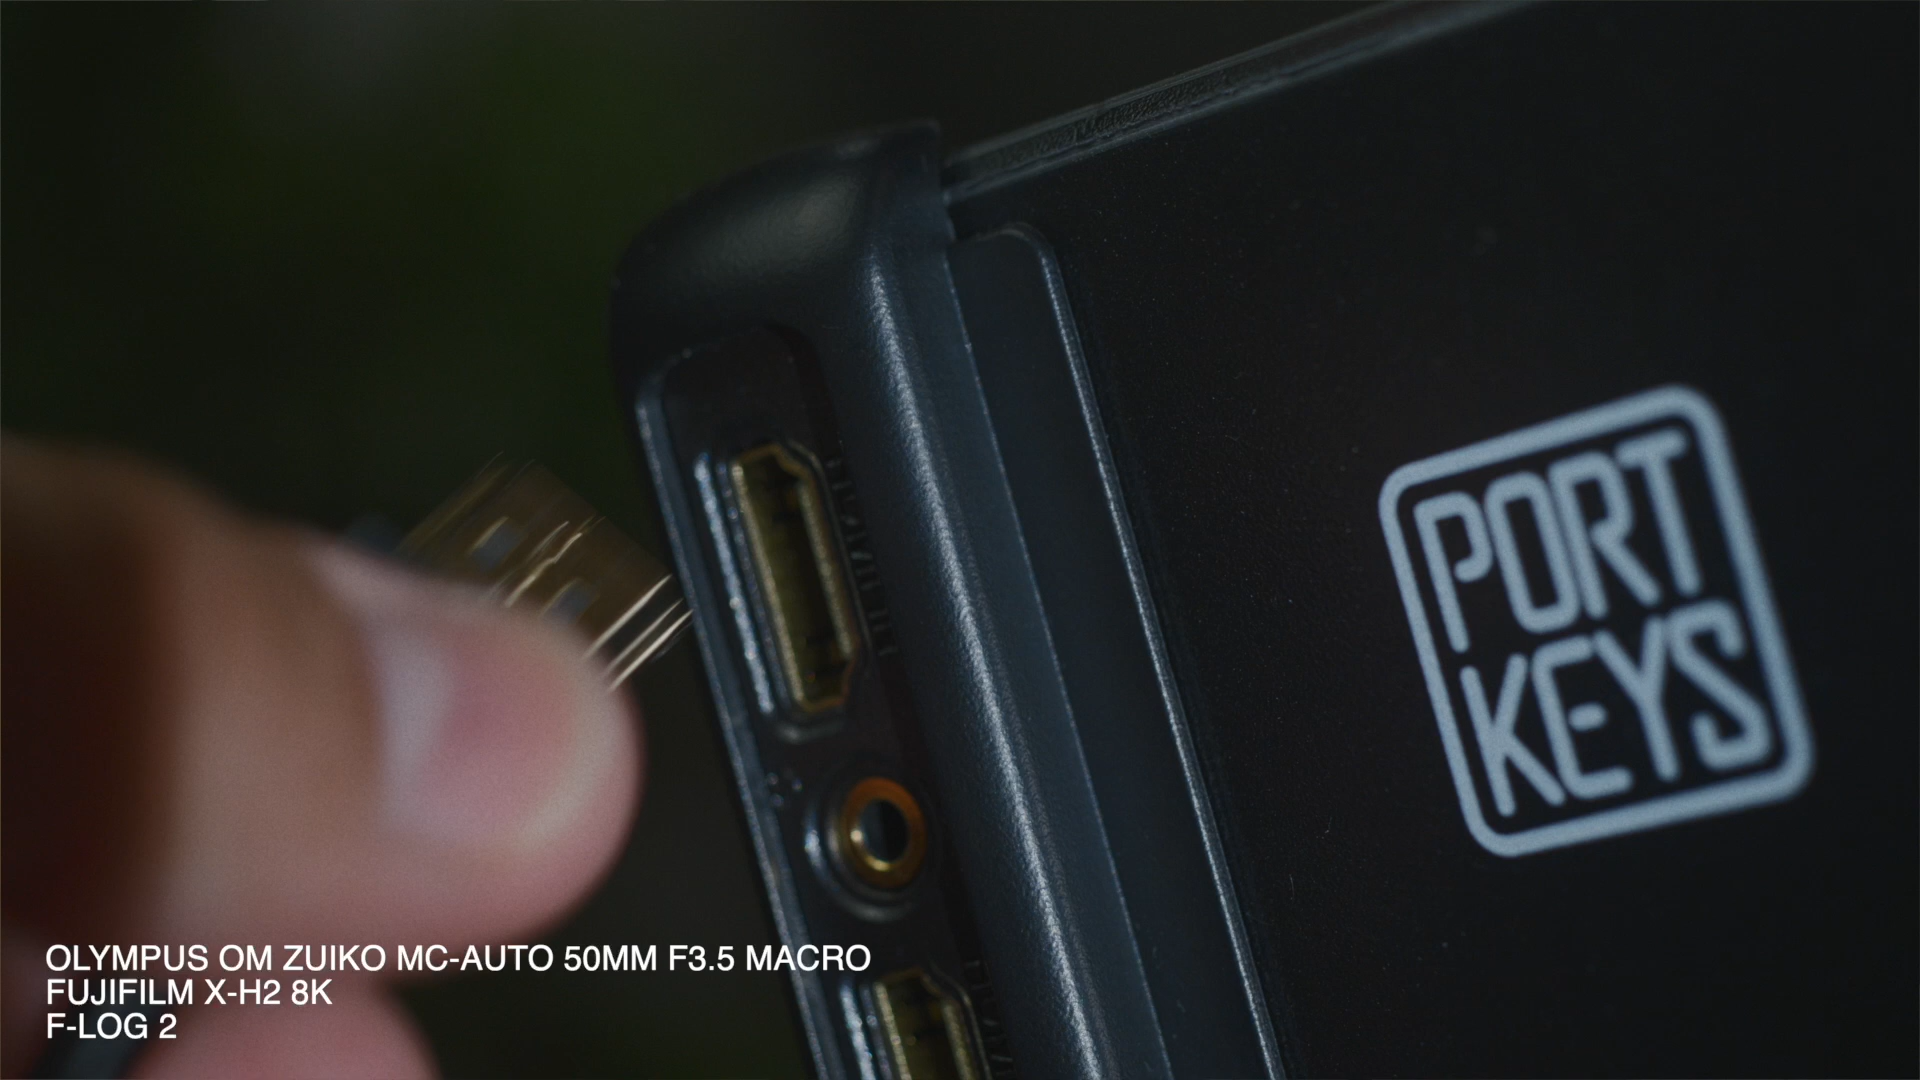 PORT
KEYS
OLYMPUS OM ZUIKO MC-AUTO 50MM F3.5 MACRO
FUJIFILM X-H2 8K
F-LOG 2